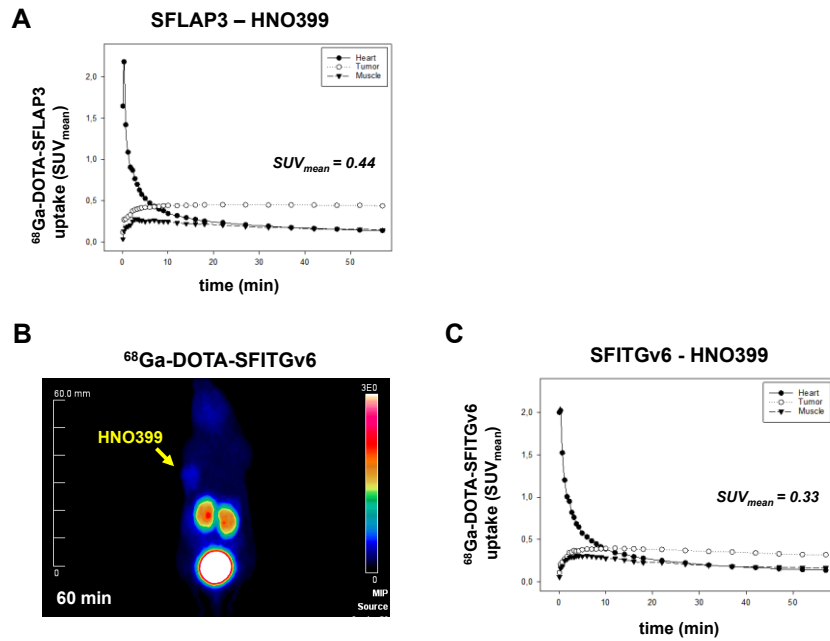 A
SFLAP3 – HNO399
68Ga-DOTA-SFLAP3
uptake (SUVmean)
2,0
1,5
1,0
0,5
0,0
Heart
Tumor
Muscle
SUVmean = 0.44
0 10 20 30 40 50
time (min)
B
68Ga-DOTA-SFITGv6
60.0 mm
0
HNO399
3E0
0
60 min
MIP
Source
C
SFITGv6 - HNO399
68Ga-DOTA-SFITGv6
uptake (SUVmean)
2,0
1,5
1,0
0,5
0,0
Heart
Tumor
Muscle
SUVmean = 0.33
0 10 20 30 40 50
time (min)